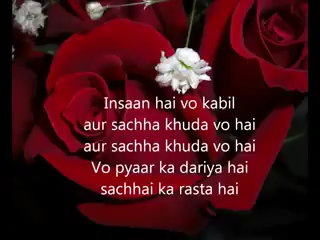 Insaan hai vo kabil
aur sachha khuda vo hai
aur sachha khuda vo hai
Vo pyaar ka dariya hai
sachhai ka rasta hai